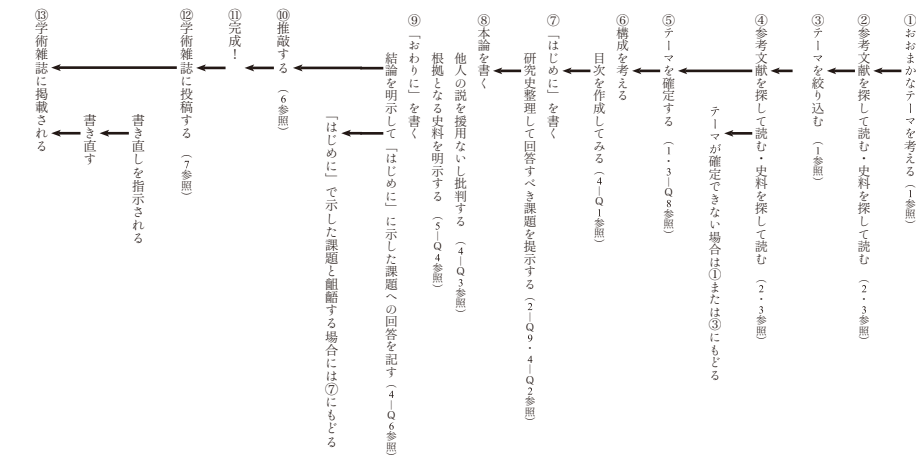 ①おおまかなテーマを考える（1参照）
②参考文献を探して読む・史料を探して読む（2・3参照）
③テーマを絞り込む（1参照）
④参考文献を探して読む・史料を探して読む（2・3参照）
テーマが確定できない場合は①または③にもどる
⑤テーマを確定する（1・3―Q8参照）
⑥構成を考える
目次を作成してみる（4―Q1参照）
⑦「はじめに」を書く
研究史整理して回答すべき課題を提示する（2―Q9・4―Q2参照）
⑧本論を書く
他人の説を援用ないし批判する（4―Q3参照）
根拠となる史料を明示する（5―Q4参照）
⑨「おわりに」を書く
結論を明示して「はじめに」に示した課題への回答を記す（4―Q6参照）
「はじめに」で示した課題と齟齬する場合には⑦にもどる
⑩推敲する（6参照）
⑪完成！
⑫学術雑誌に投稿する（7参照）
書き直しを指示される
書き直す
⑬学術雑誌に掲載される